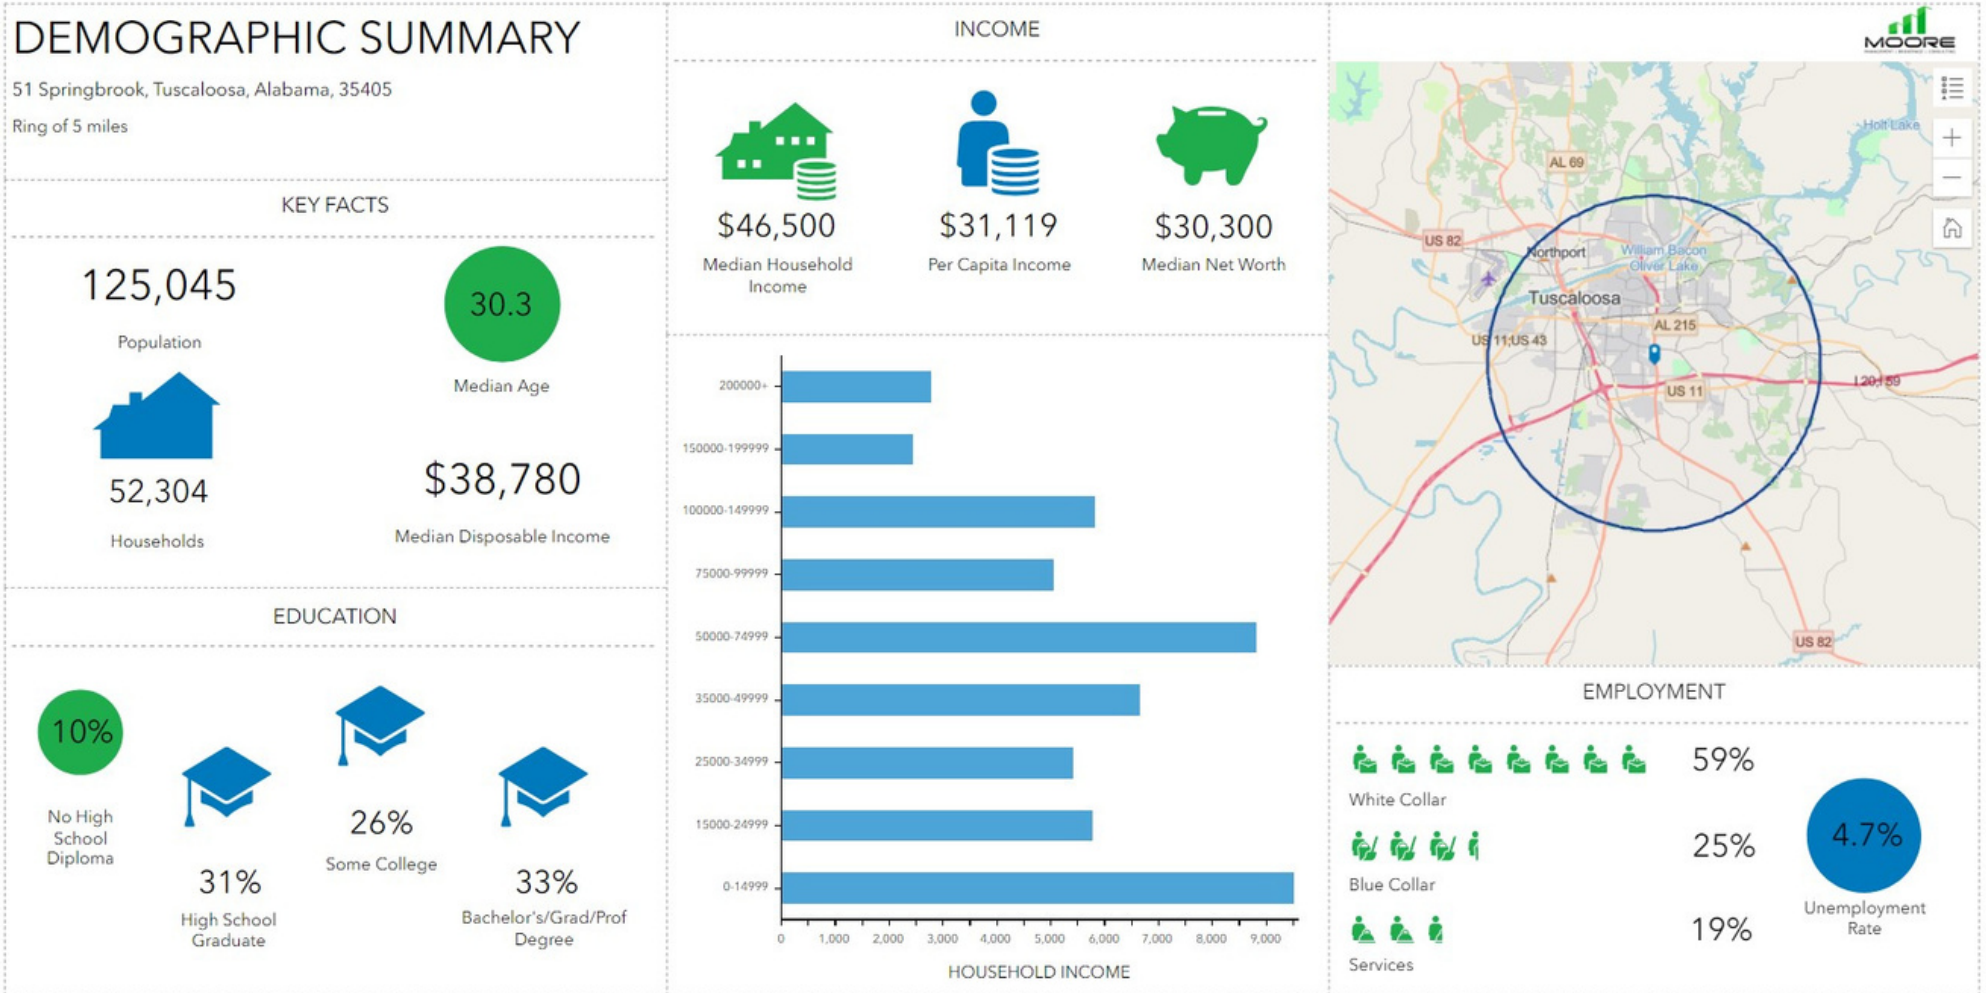 DEMOGRAPHIC SUMMARY
51 Springbrook, Tuscaloosa, Alabama, 35405
Ring of 5 miles
KEY FACTS
125,045
Population
30.3
Median Age
52,304
Households
$38,780
Median Disposable Income
EDUCATION
10%
No High
School
Diploma
31%
High School
Graduate
26%
Some College
33%
Bachelor's/Grad/Prof
Degree
INCOME
$46,500
Median Household
Income
$31,119
Per Capita Income
$30,300
Median Net Worth
200000+
150000-199999
100000-149999
75000-99999
50000-74999
35000-49999
25000-34999
15000-24999
0-14999
0 1,000 2,000 3,000 4,000 5,000 6,000 7,000 8,000 9,000
HOUSEHOLD INCOME
MOORE
Holt Lake
AL 69
US 82
Northport
William Bacon
Oliver Lake
Tuscaloosa
AL 215
US 11;US 43
US 11
I 20;I 59
US 82
EMPLOYMENT
59%
White Collar
25%
Blue Collar
19%
Services
4.7%
Unemployment
Rate